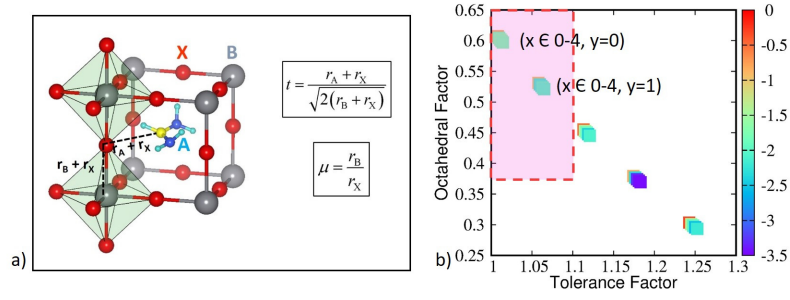 a)
X B
A
r_A + r_X
r_B + r_X
t = \frac{r_A + r_X}{\sqrt{2(r_B + r_X)}}
μ = \frac{r_B}{r_X}
b)
Octahedral Factor
0.65
0.6
0.55
0.5
0.45
0.4
0.35
0.3
0.25
(x ∈ 0-4, y=0)
(x ∈ 0-4, y=1)
1 1.05 1.1 1.15 1.2 1.25 1.3
Tolerance Factor
0
-0.5
-1
-1.5
-2
-2.5
-3
-3.5